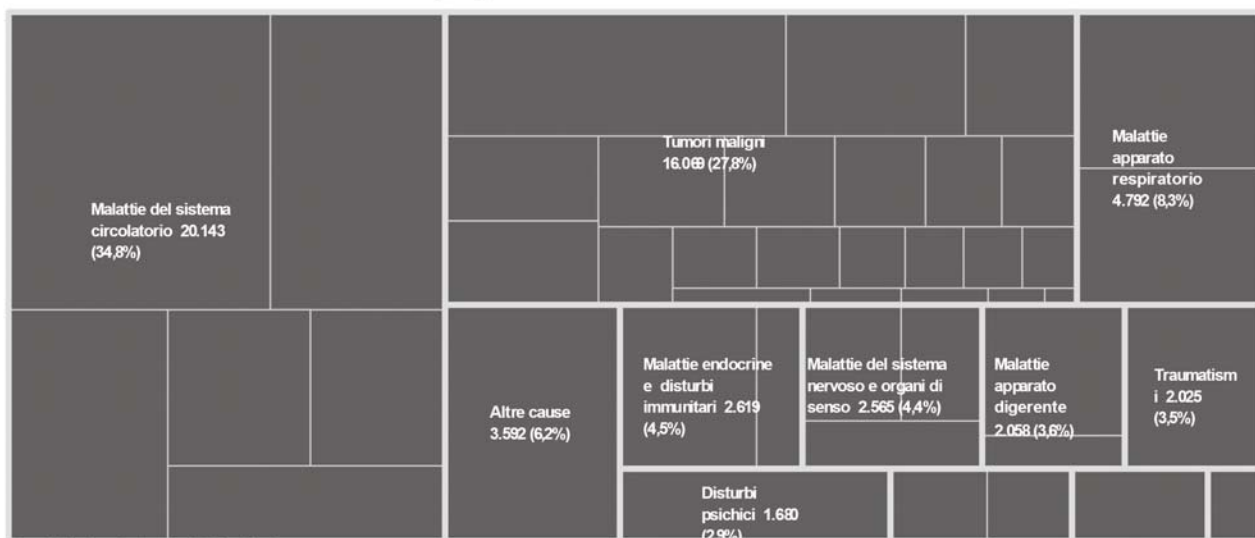 Malattie del sistema
circolatorio 20.143
(34,8%)
Tumori maligni
16.069 (27,8%)
Malattie
apparato
respiratorio
4.792 (8,3%)
Altre cause
3.592 (6,2%)
Malattie endocrine
e disturbi
immunitari 2.619
(4,5%)
Malattie del sistema
nervoso e organi di
senso 2.565 (4,4%)
Malattie
apparato
digerente
2.058 (3,6%)
Traumatism
i 2.025
(3,5%)
Disturbi
psichici 1.680
(2,9%)